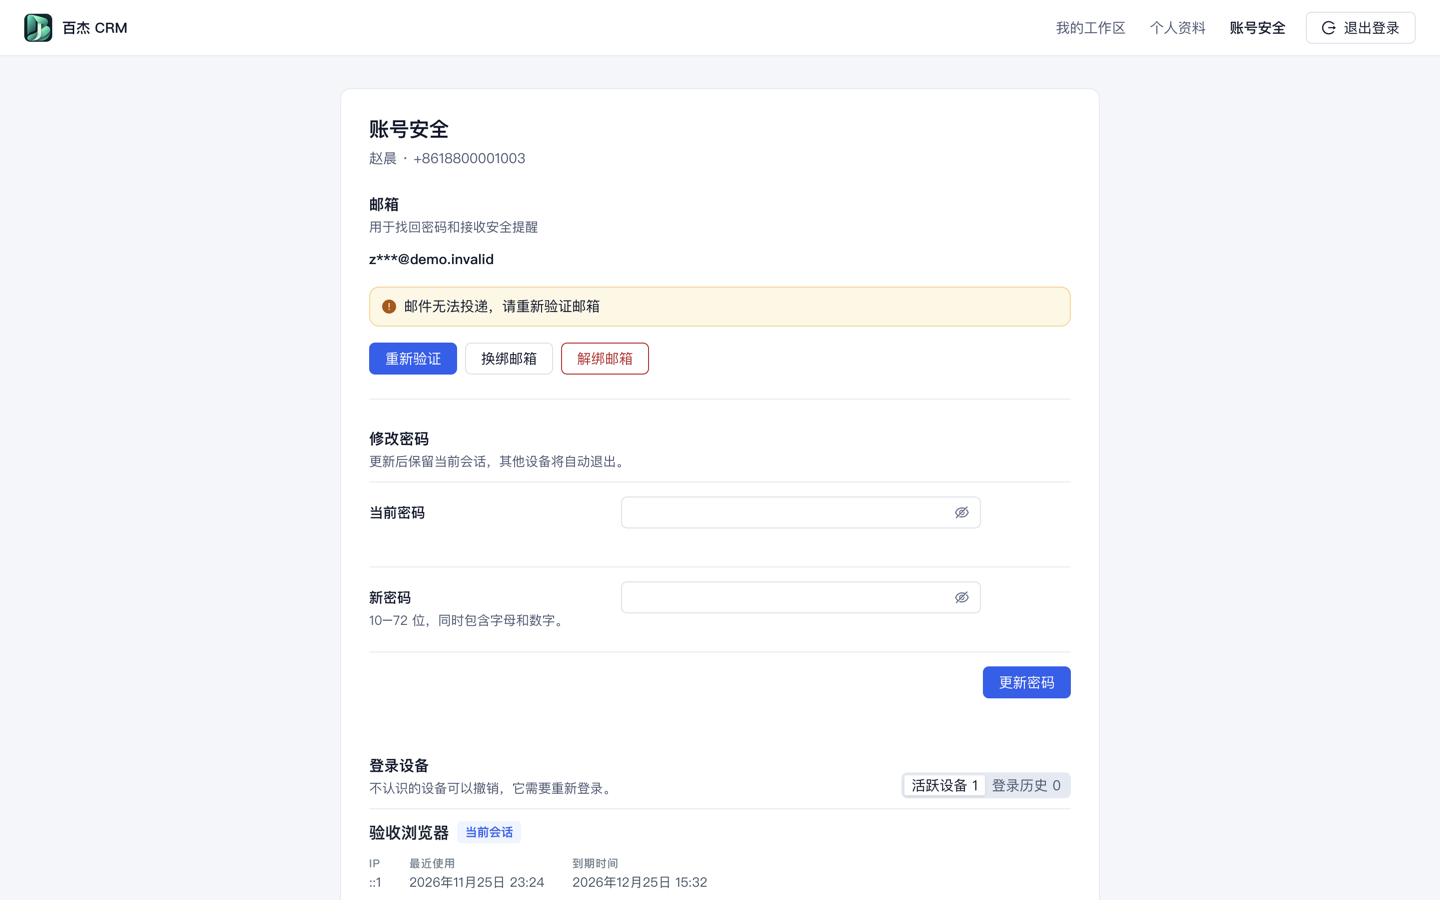 百杰 CRM
我的工作区
个人资料
账号安全
退出登录
账号安全
赵晨 · +8618800001003
邮箱
用于找回密码和接收安全提醒
z***@demo.invalid
邮件无法投递，请重新验证邮箱
重新验证
换绑邮箱
解绑邮箱
修改密码
更新后保留当前会话，其他设备将自动退出。
当前密码
新密码
10–72 位，同时包含字母和数字。
更新密码
登录设备
不认识的设备可以撤销，它需要重新登录。
活跃设备 1
登录历史 0
验收浏览器
当前会话
IP
最近使用
到期时间
::1
2026年11月25日 23:24
2026年12月25日 15:32